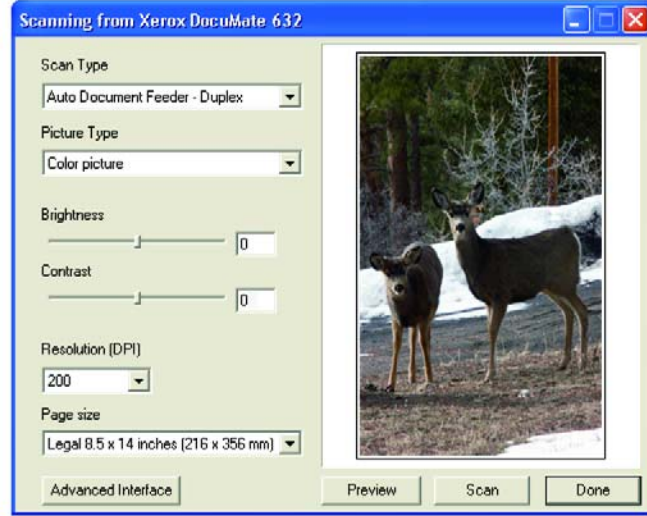 Scanning from Xerox DocuMate 632
Scan Type
Auto Document Feeder - Duplex
Picture Type
Color picture
Brightness
0
Contrast
0
Resolution (DPI)
200
Page size
Legal 8.5 x 14 inches (216 x 356 mm)
Advanced Interface
Preview
Scan
Done